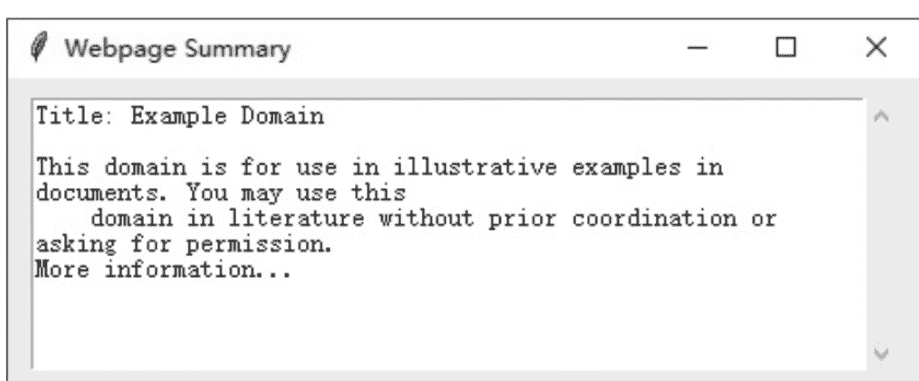 Webpage Summary
Title: Example Domain
This domain is for use in illustrative examples in
documents. You may use this
    domain in literature without prior coordination or
asking for permission.
More information...